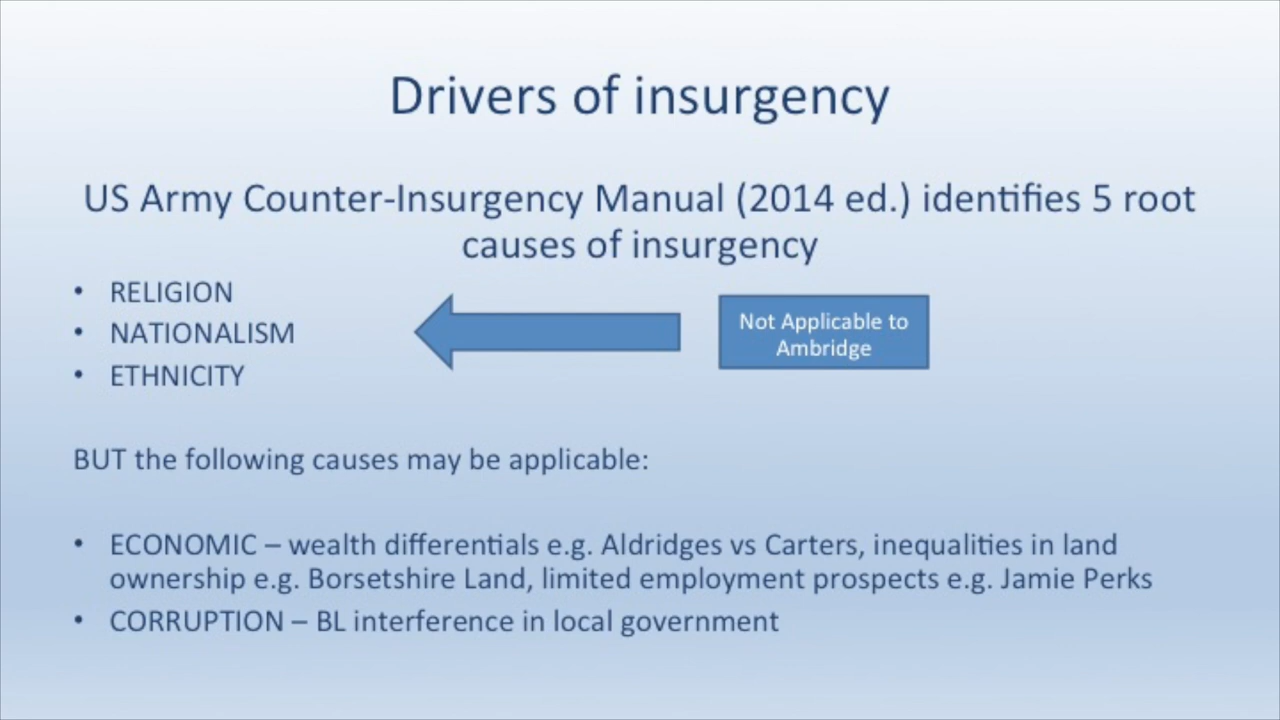 Drivers of insurgency
US Army Counter-Insurgency Manual (2014 ed.) identifies 5 root
causes of insurgency
• RELIGION
• NATIONALISM
• ETHNICITY
Not Applicable to
Ambridge
BUT the following causes may be applicable:
• ECONOMIC – wealth differentials e.g. Aldridges vs Carters, inequalities in land
ownership e.g. Borsetshire Land, limited employment prospects e.g. Jamie Perks
• CORRUPTION – BL interference in local government